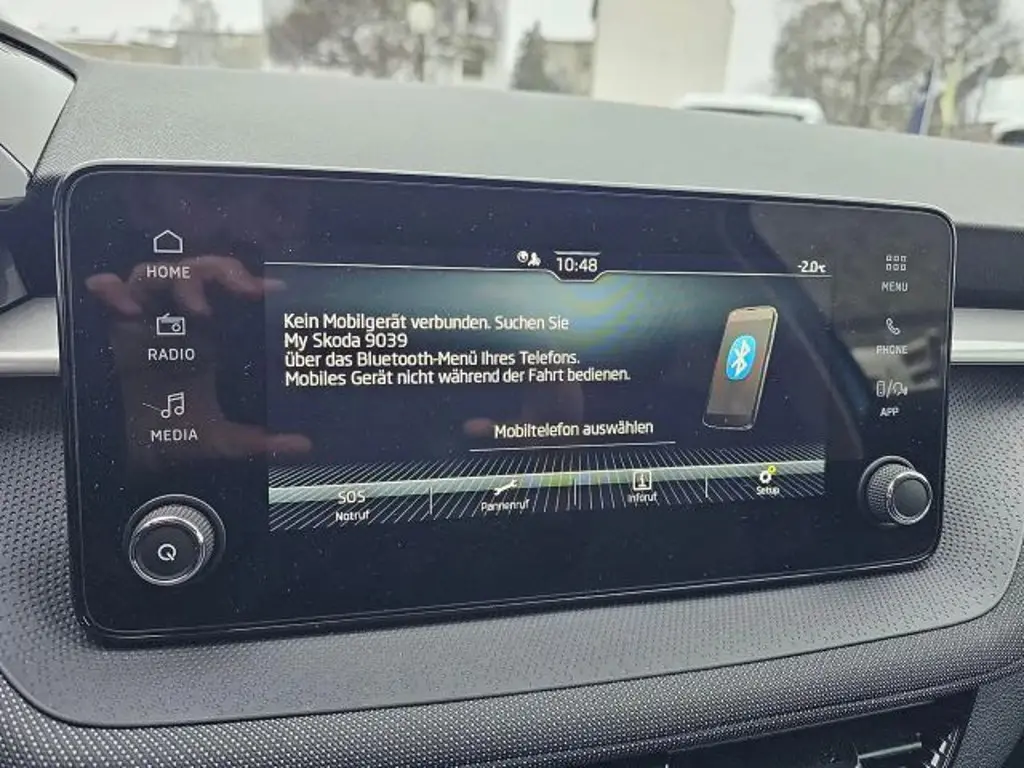 10:48
-2.0°C
HOME
RADIO
MEDIA
Kein Mobilgerät verbunden. Suchen Sie
My Skoda 9039
über das Bluetooth-Menü Ihres Telefons.
Mobiles Gerät nicht während der Fahrt bedienen.
Mobiltelefon auswählen
SOS
Notruf
Pannenruf
i
Inforuf
Setup
MENU
PHONE
APP